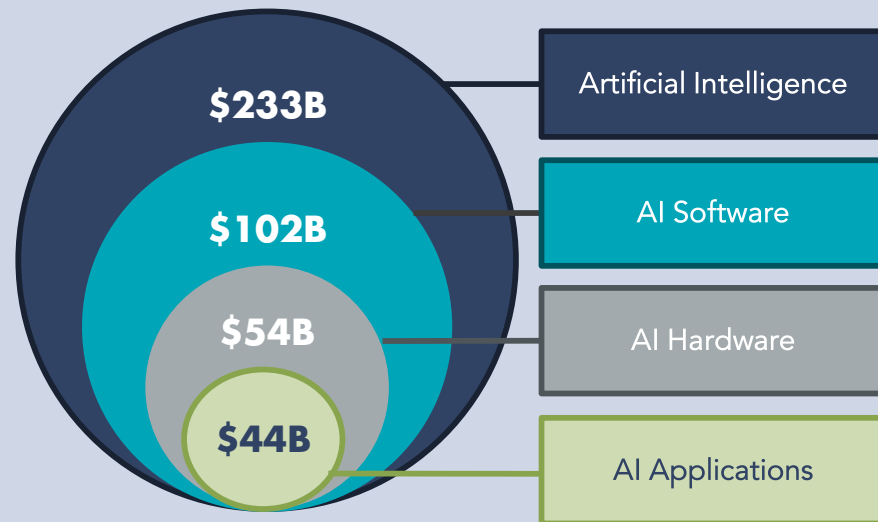 $233B
Artificial Intelligence
$102B
AI Software
$54B
AI Hardware
$44B
AI Applications